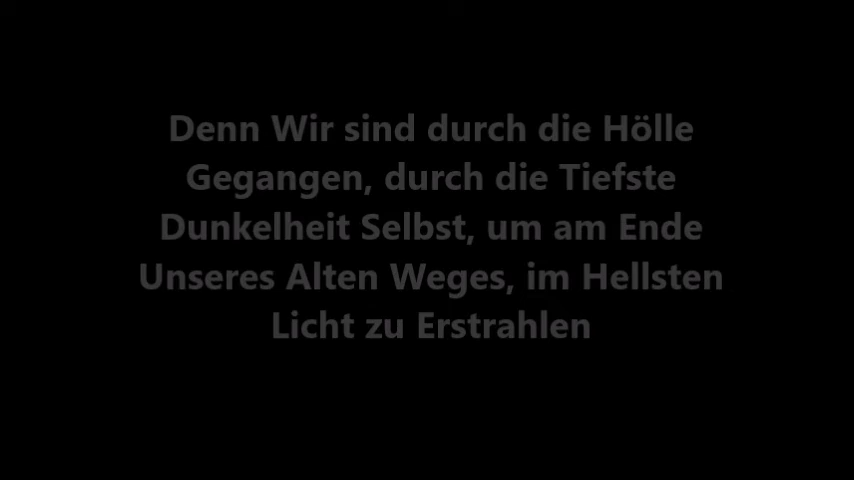 Denn Wir sind durch die Hölle
Gegangen, durch die Tiefste
Dunkelheit Selbst, um am Ende
Unseres Alten Weges, im Hellsten
Licht zu Erstrahlen